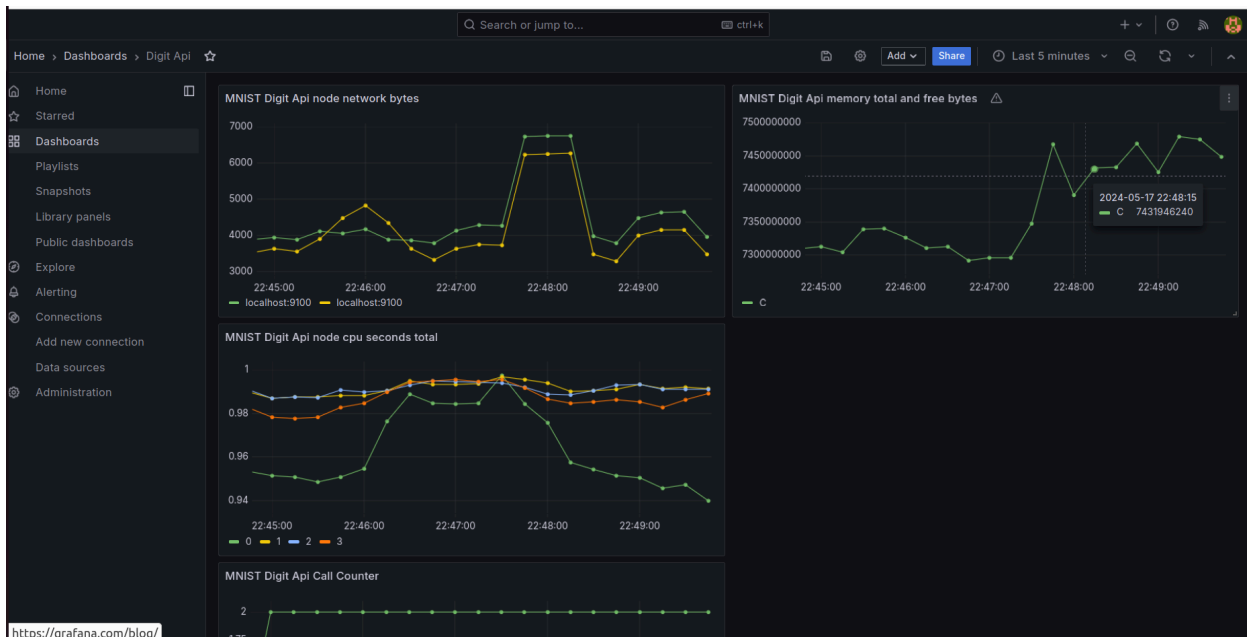 Search or jump to... ctrl+k
Home › Dashboards › Digit Api
Add
Share
Last 5 minutes
Home
Starred
Dashboards
Playlists
Snapshots
Library panels
Public dashboards
Explore
Alerting
Connections
Add new connection
Data sources
Administration
MNIST Digit Api node network bytes
7000
6000
5000
4000
3000
22:45:00 22:46:00 22:47:00 22:48:00 22:49:00
localhost:9100 localhost:9100
MNIST Digit Api memory total and free bytes
7500000000
7450000000
7400000000
7350000000
7300000000
2024-05-17 22:48:15
C 7431946240
22:45:00 22:46:00 22:47:00 22:48:00 22:49:00
C
MNIST Digit Api node cpu seconds total
1
0.98
0.96
0.94
22:45:00 22:46:00 22:47:00 22:48:00 22:49:00
0 1 2 3
MNIST Digit Api Call Counter
2
https://grafana.com/blog/